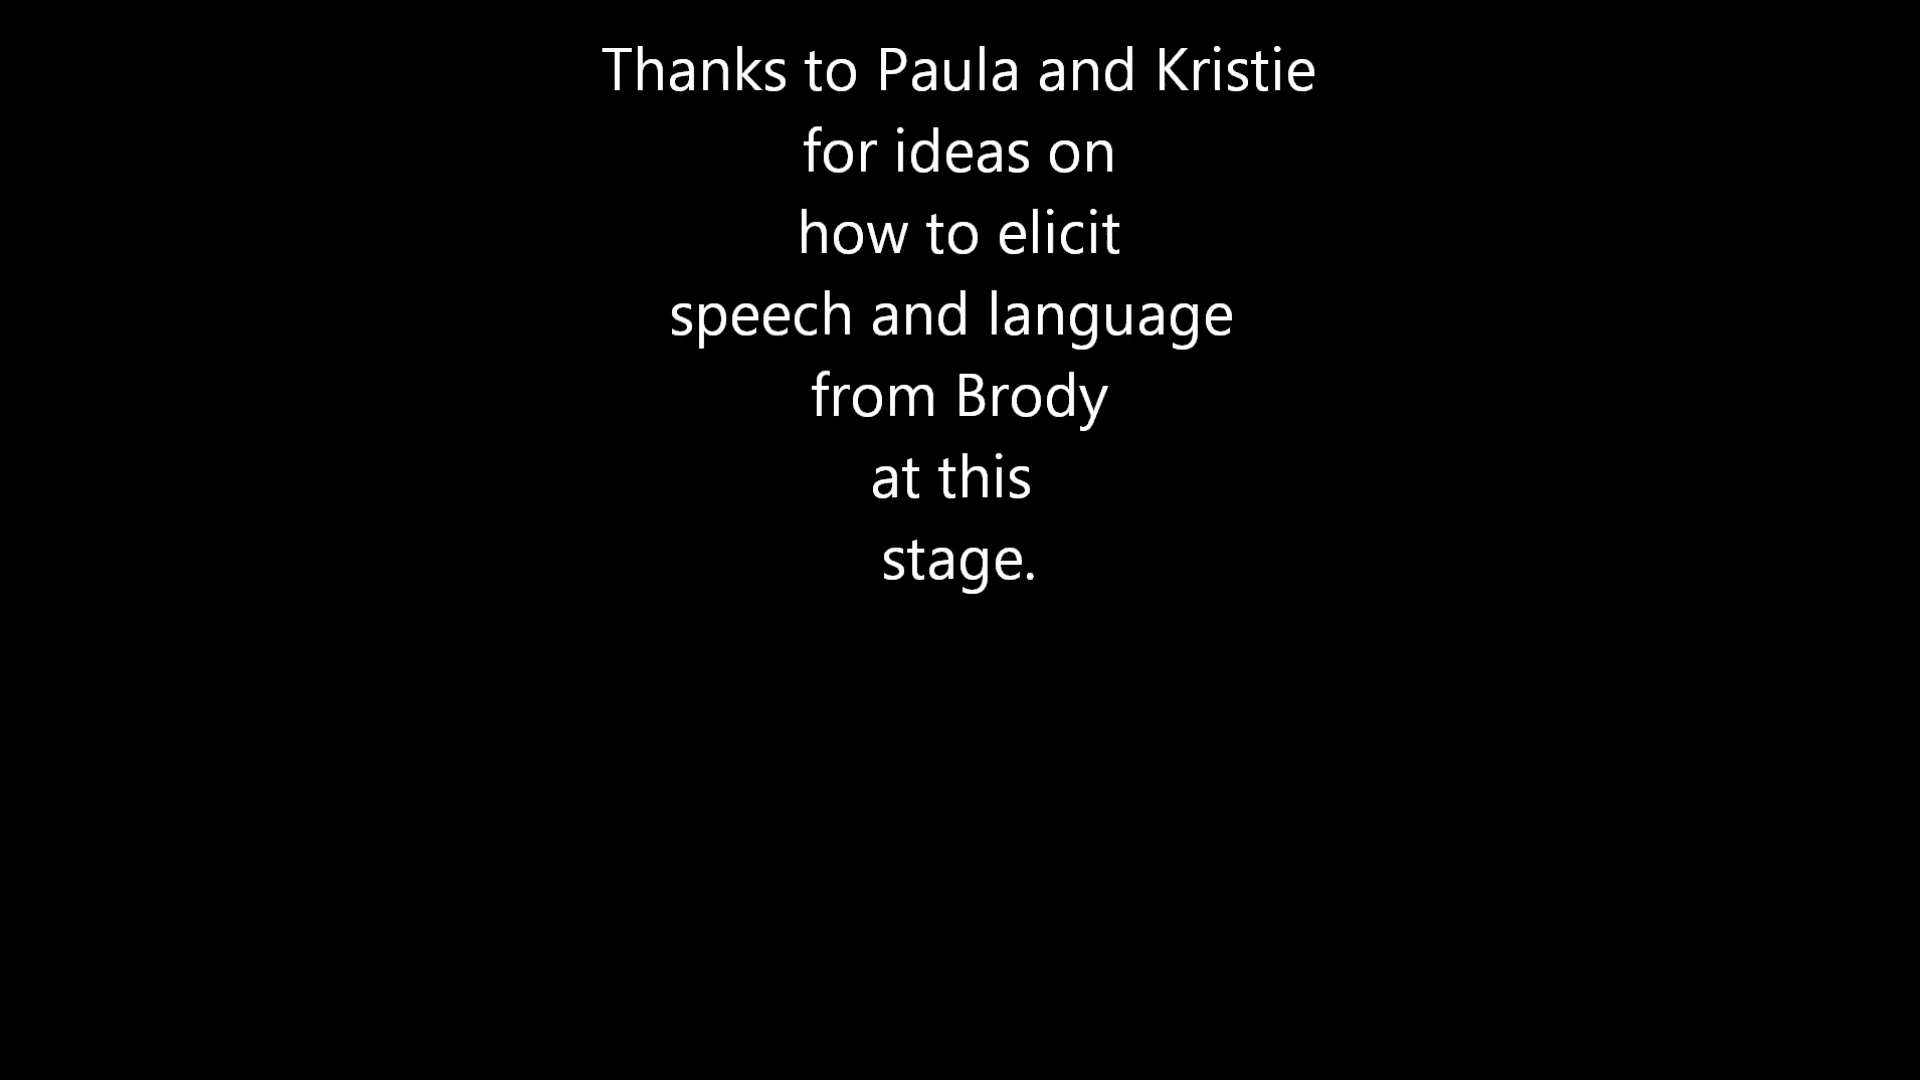 Thanks to Paula and Kristie
for ideas on
how to elicit
speech and language
from Brody
at this
stage.